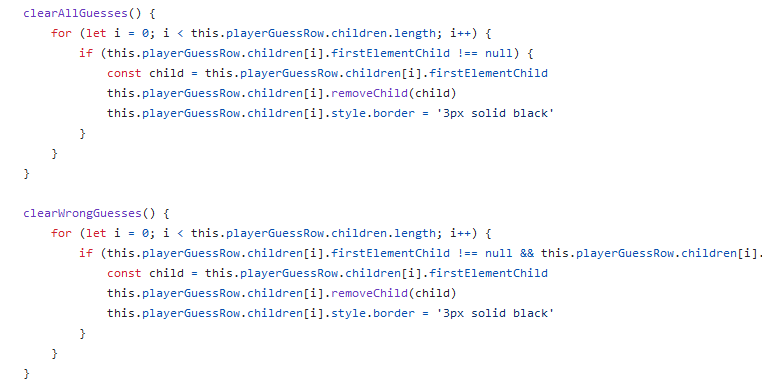 clearAllGuesses() {
    for (let i = 0; i < this.playerGuessRow.children.length; i++) {
        if (this.playerGuessRow.children[i].firstElementChild !== null) {
            const child = this.playerGuessRow.children[i].firstElementChild
            this.playerGuessRow.children[i].removeChild(child)
            this.playerGuessRow.children[i].style.border = '3px solid black'
        }
    }
}

clearWrongGuesses() {
    for (let i = 0; i < this.playerGuessRow.children.length; i++) {
        if (this.playerGuessRow.children[i].firstElementChild !== null && this.playerGuessRow.children[i].
            const child = this.playerGuessRow.children[i].firstElementChild
            this.playerGuessRow.children[i].removeChild(child)
            this.playerGuessRow.children[i].style.border = '3px solid black'
        }
    }
}